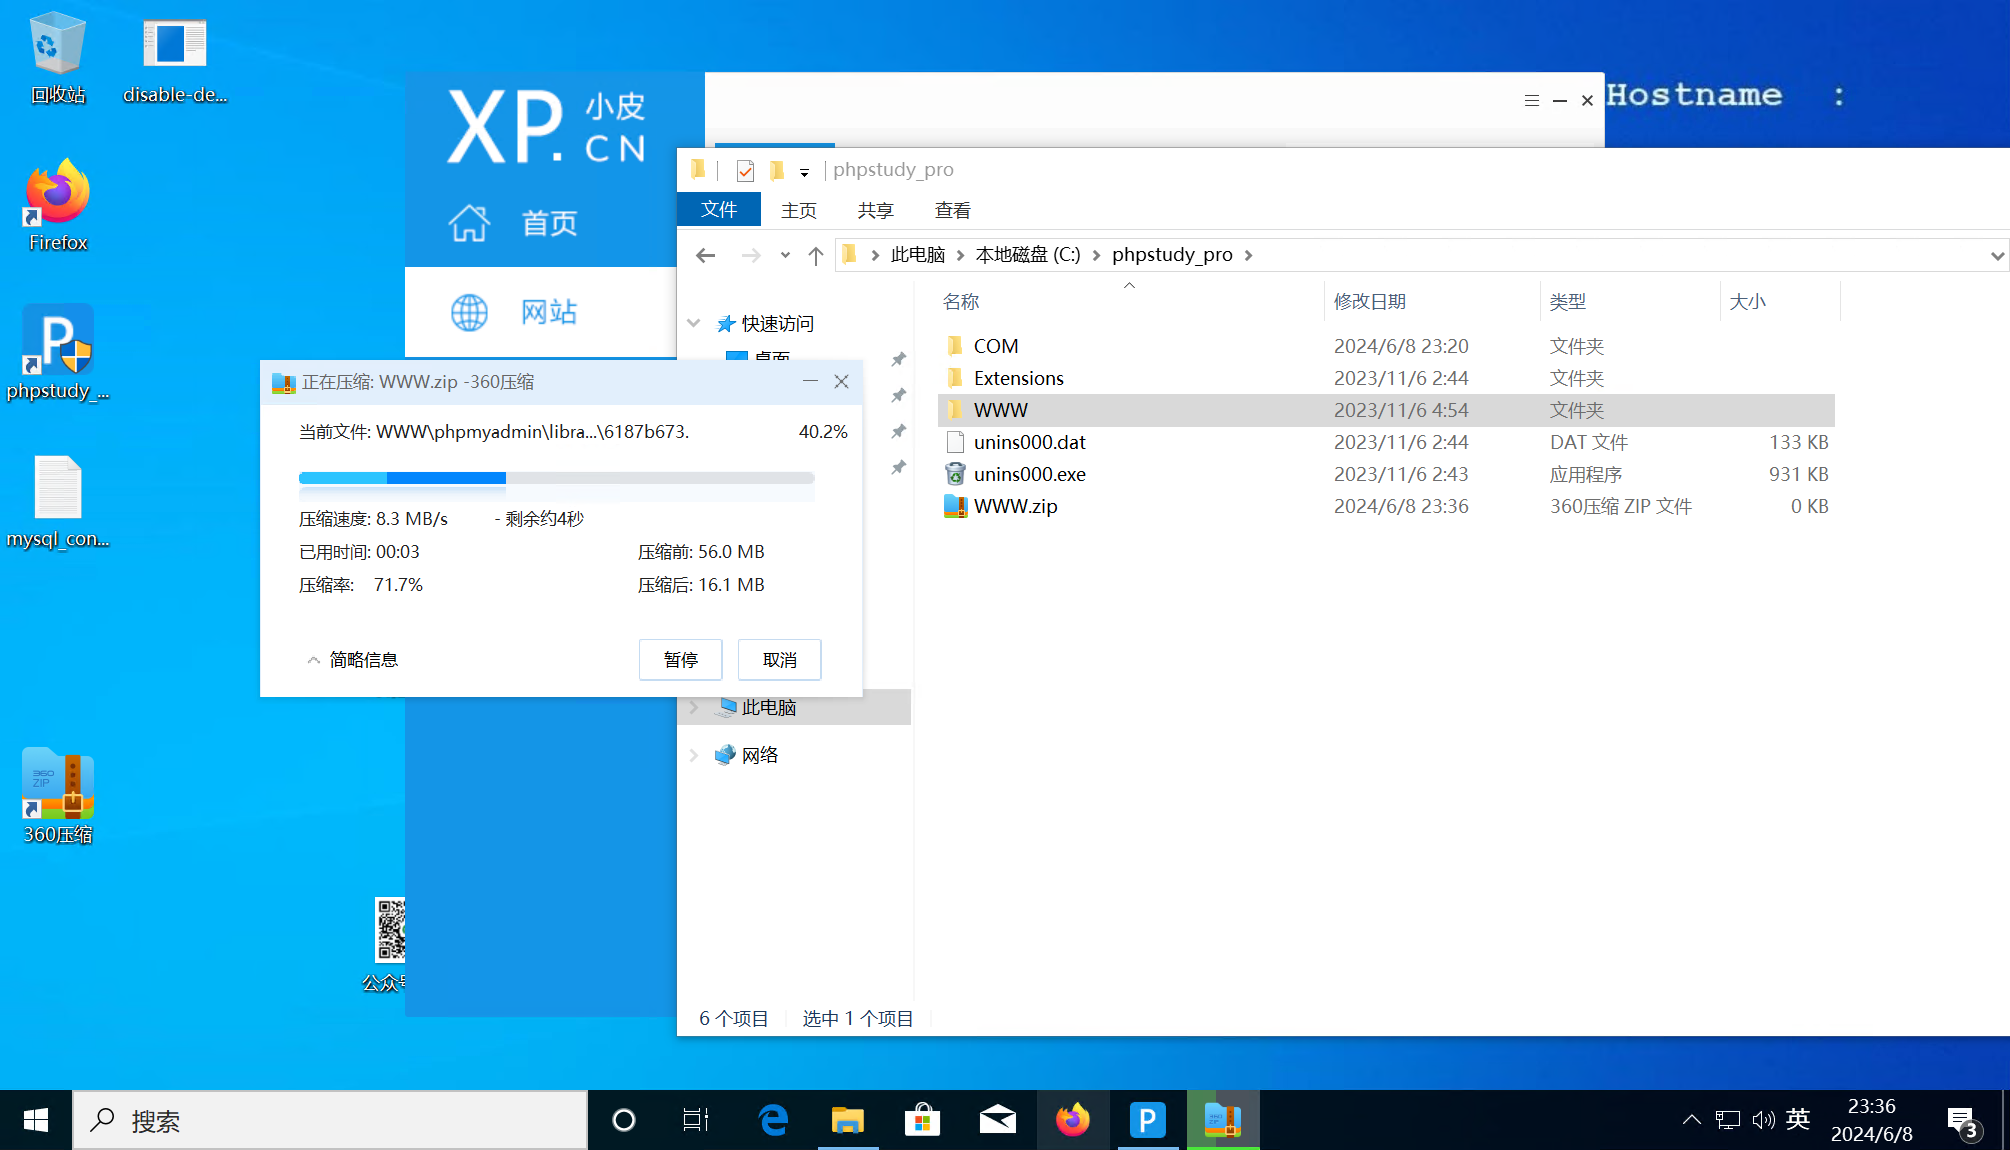 回收站
disable-de...
Firefox
phpstudy_...
mysql_con...
360压缩
360
ZIP
XP. 小皮
CN
首页
网站
Hostname :
phpstudy_pro
文件 主页 共享 查看
此电脑 本地磁盘 (C:) phpstudy_pro
名称 修改日期 类型 大小
快速访问
桌面
COM 2024/6/8 23:20 文件夹
Extensions 2023/11/6 2:44 文件夹
WWW 2023/11/6 4:54 文件夹
unins000.dat 2023/11/6 2:44 DAT 文件 133 KB
unins000.exe 2023/11/6 2:43 应用程序 931 KB
WWW.zip 2024/6/8 23:36 360压缩 ZIP 文件 0 KB
正在压缩: WWW.zip -360压缩
当前文件: WWW\phpmyadmin\libra...\6187b673. 40.2%
压缩速度: 8.3 MB/s - 剩余约4秒
已用时间: 00:03 压缩前: 56.0 MB
压缩率: 71.7% 压缩后: 16.1 MB
简略信息 暂停 取消
此电脑
网络
公众号
6 个项目 选中 1 个项目
搜索
英
23:36
2024/6/8
3